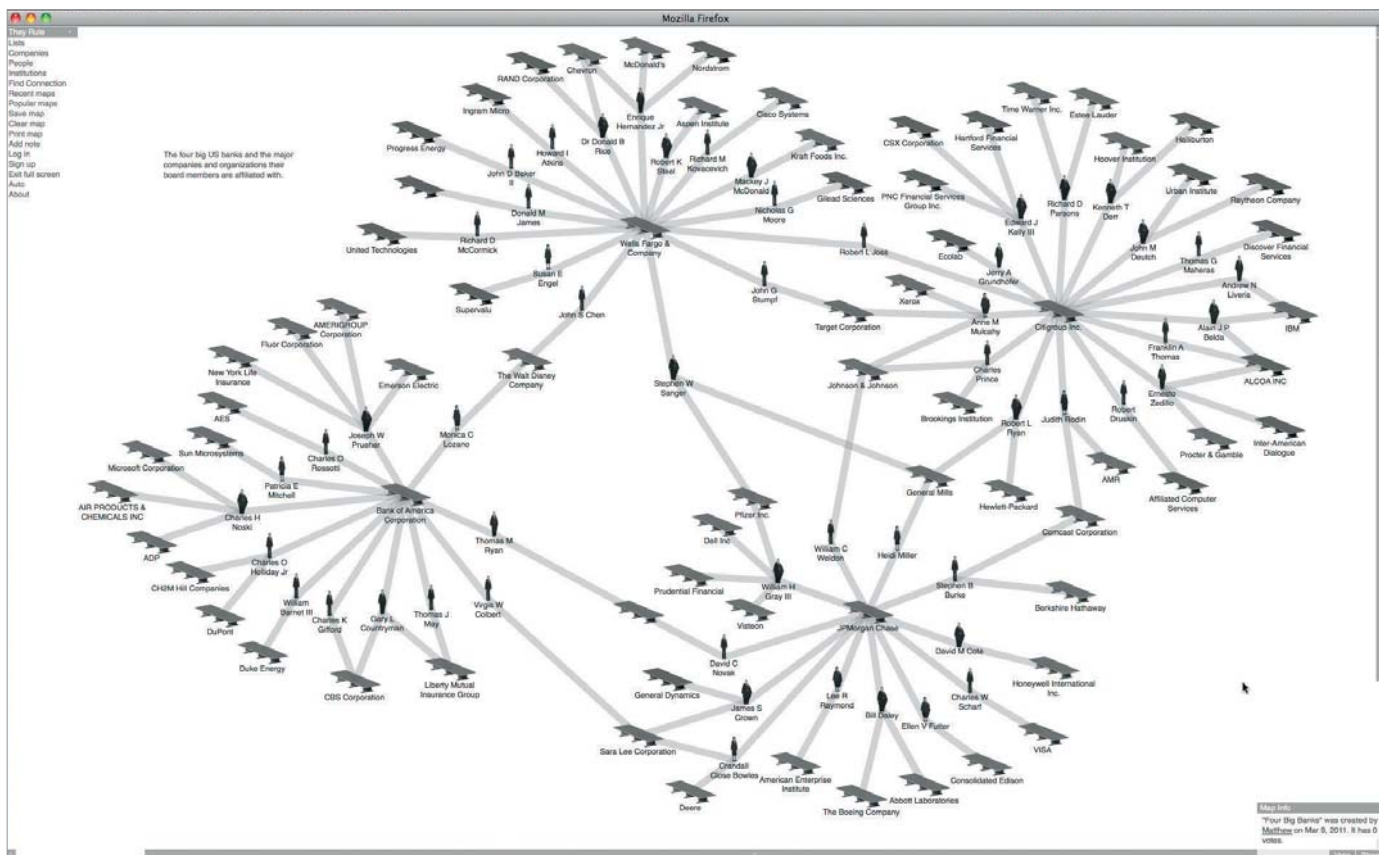 Mozilla Firefox
They Rule
Lists
Companies
People
Institutions
Find Connection
Recent maps
Popular maps
Save map
Clear map
Print map
Add note
Log in
Sign up
Exit full screen
Auto
About
The four big US banks and the major
companies and organizations their
board members are affiliated with.
RAND Corporation
Chevron
McDonald's
Nordstrom
Ingram Micro
Enrique
Hernandez Jr
Aspen Institute
Cisco Systems
Progress Energy
Howard I
Atkins
Dr Donald B
Rice
Robert K
Steel
Richard M
Kovacevich
Kraft Foods Inc.
John D Baker
II
Mackey J
McDonald
Gilead Sciences
Donald M
James
Nicholas G
Moore
United Technologies
Richard D
McCormick
Wells Fargo &
Company
Robert L Joss
Susan E
Engel
Supervalu
John S Chen
John G
Stumpf
Target Corporation
Time Warner Inc.
Estee Lauder
CSX Corporation
Hartford Financial
Services
Hoover Institution
Halliburton
PNC Financial Services
Group Inc.
Urban Institute
Raytheon Company
Edward J
Kelly III
Richard D
Parsons
Kenneth T
Derr
John M
Deutch
Thomas G
Maheras
Discover Financial
Services
Ecolab
Jerry A
Grundhofer
Andrew N
Liveris
Xerox
Anne M
Mulcahy
Citigroup Inc.
Alain J P
Belda
IBM
Franklin A
Thomas
Charles
Prince
Johnson & Johnson
ALCOA INC
Ernesto
Zedillo
Brookings Institution
Robert L
Ryan
Judith Rodin
Robert
Druskin
Inter-American
Dialogue
Procter & Gamble
AMR
Affiliated Computer
Services
Hewlett-Packard
General Mills
Comcast Corporation
AMERIGROUP
Corporation
Fluor Corporation
New York Life
Insurance
Emerson Electric
The Walt Disney
Company
Stephen W
Sanger
AES
Joseph W
Prueher
Monica C
Lozano
Sun Microsystems
Charles O
Rossotti
Microsoft Corporation
Patricia E
Mitchell
AIR PRODUCTS &
CHEMICALS INC
Charles H
Noski
Bank of America
Corporation
Thomas M
Ryan
ADP
Charles O
Holliday Jr
CH2M Hill Companies
William
Barnet III
Charles K
Gifford
Gary L
Countryman
Thomas J
May
Virgis W
Colbert
DuPont
Duke Energy
CBS Corporation
Liberty Mutual
Insurance Group
Pfizer Inc.
Dell Inc
William C
Weldon
Heidi Miller
Prudential Financial
William H
Gray III
Stephen B
Burke
Berkshire Hathaway
Visteon
JPMorgan Chase
David C
Novak
David M Cote
Honeywell International
Inc.
General Dynamics
James S
Crown
Lee R
Raymond
Bill Daley
Ellen V Futter
Charles W
Scharf
VISA
Sara Lee Corporation
Crandall
Close Bowles
American Enterprise
Institute
Consolidated Edison
Deere
The Boeing Company
Abbott Laboratories
Map Info
"Four Big Banks" was created by
Matthew on Mar 8, 2011. It has 0
votes.